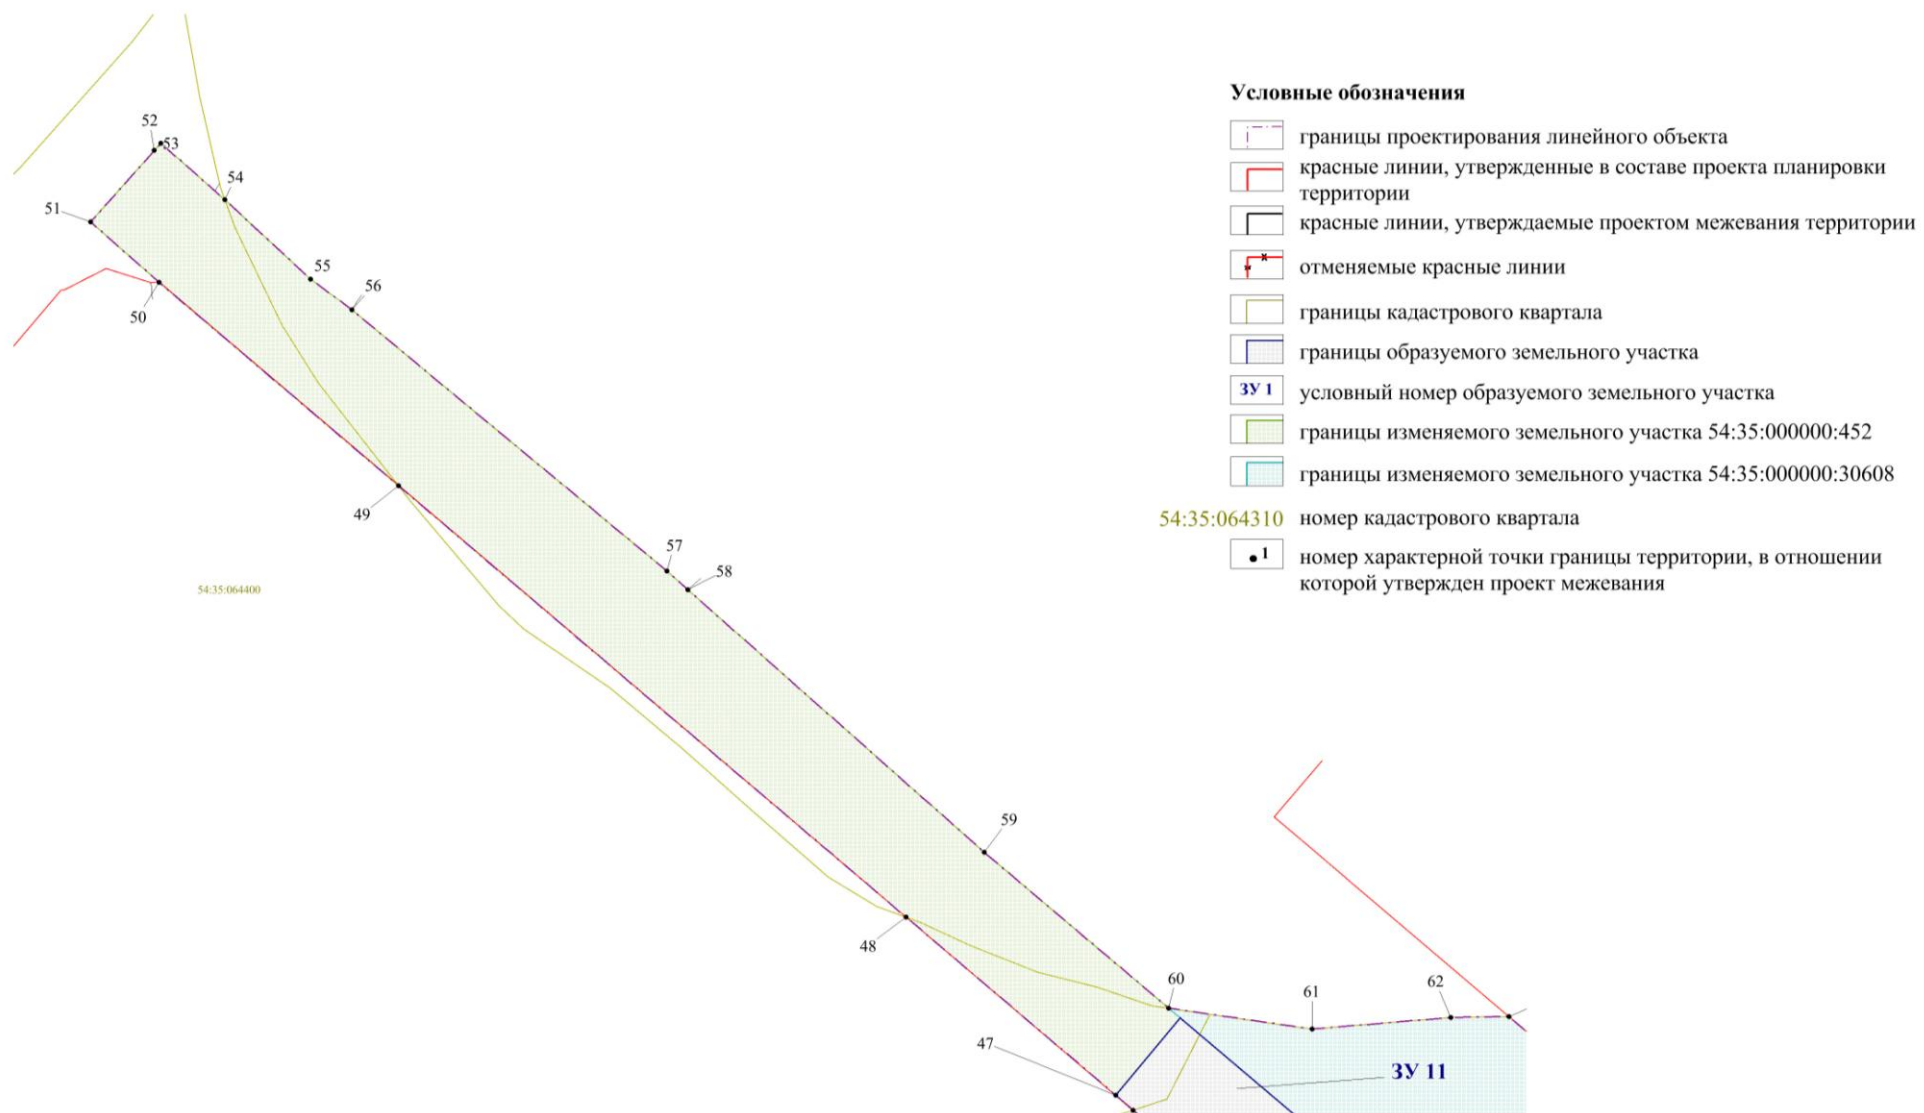 Условные обозначения
границы проектирования линейного объекта
красные линии, утвержденные в составе проекта планировки
территории
красные линии, утверждаемые проектом межевания территории
отменяемые красные линии
границы кадастрового квартала
границы образуемого земельного участка
ЗУ 1 условный номер образуемого земельного участка
границы изменяемого земельного участка 54:35:000000:452
границы изменяемого земельного участка 54:35:000000:30608
54:35:064310 номер кадастрового квартала
1 номер характерной точки границы территории, в отношении
которой утвержден проект межевания
52
53
54
51
55
56
50
49
57
58
54:35:064400
59
48
60
61
62
47
ЗУ 11